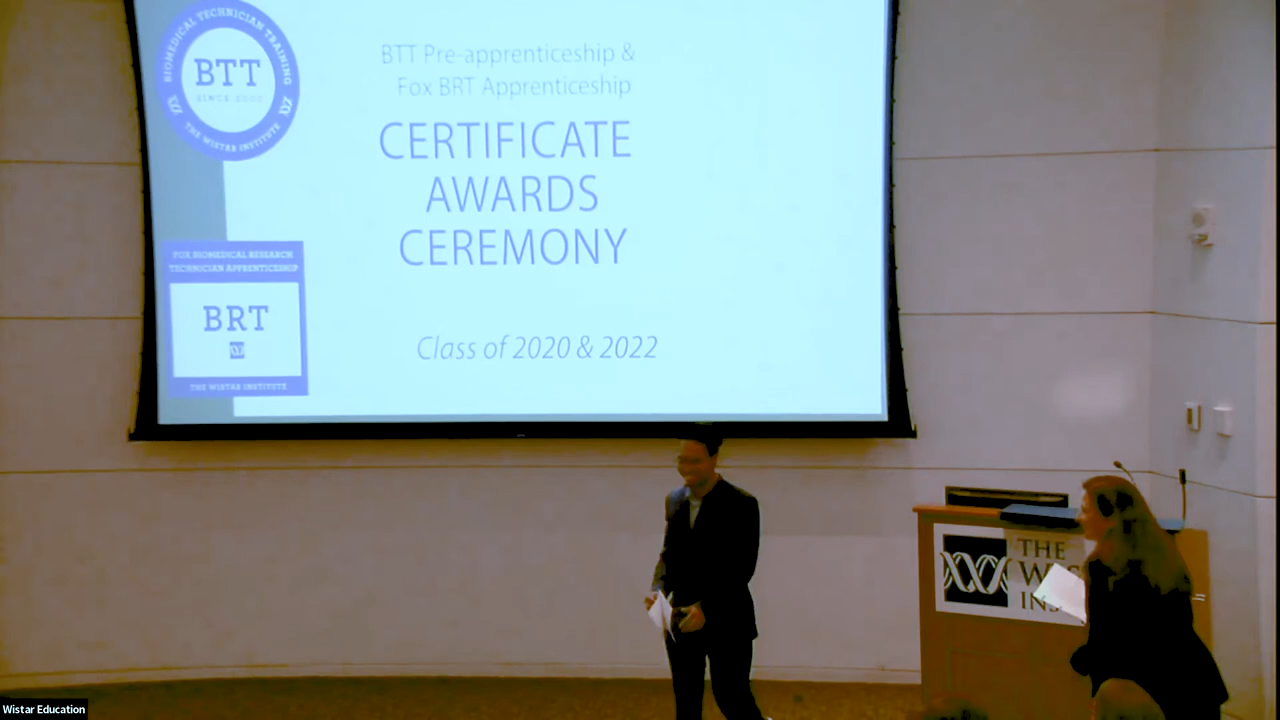 BIOMEDICAL TECHNICIAN TRAINING
BTT
SINCE 2000
THE WISTAR INSTITUTE
BTT Pre-apprenticeship &
Fox BRT Apprenticeship
CERTIFICATE
AWARDS
CEREMONY
Class of 2020 & 2022
FOX BIOMEDICAL RESEARCH
TECHNICIAN APPRENTICESHIP
BRT
THE WISTAR INSTITUTE
THE
Wistar Education